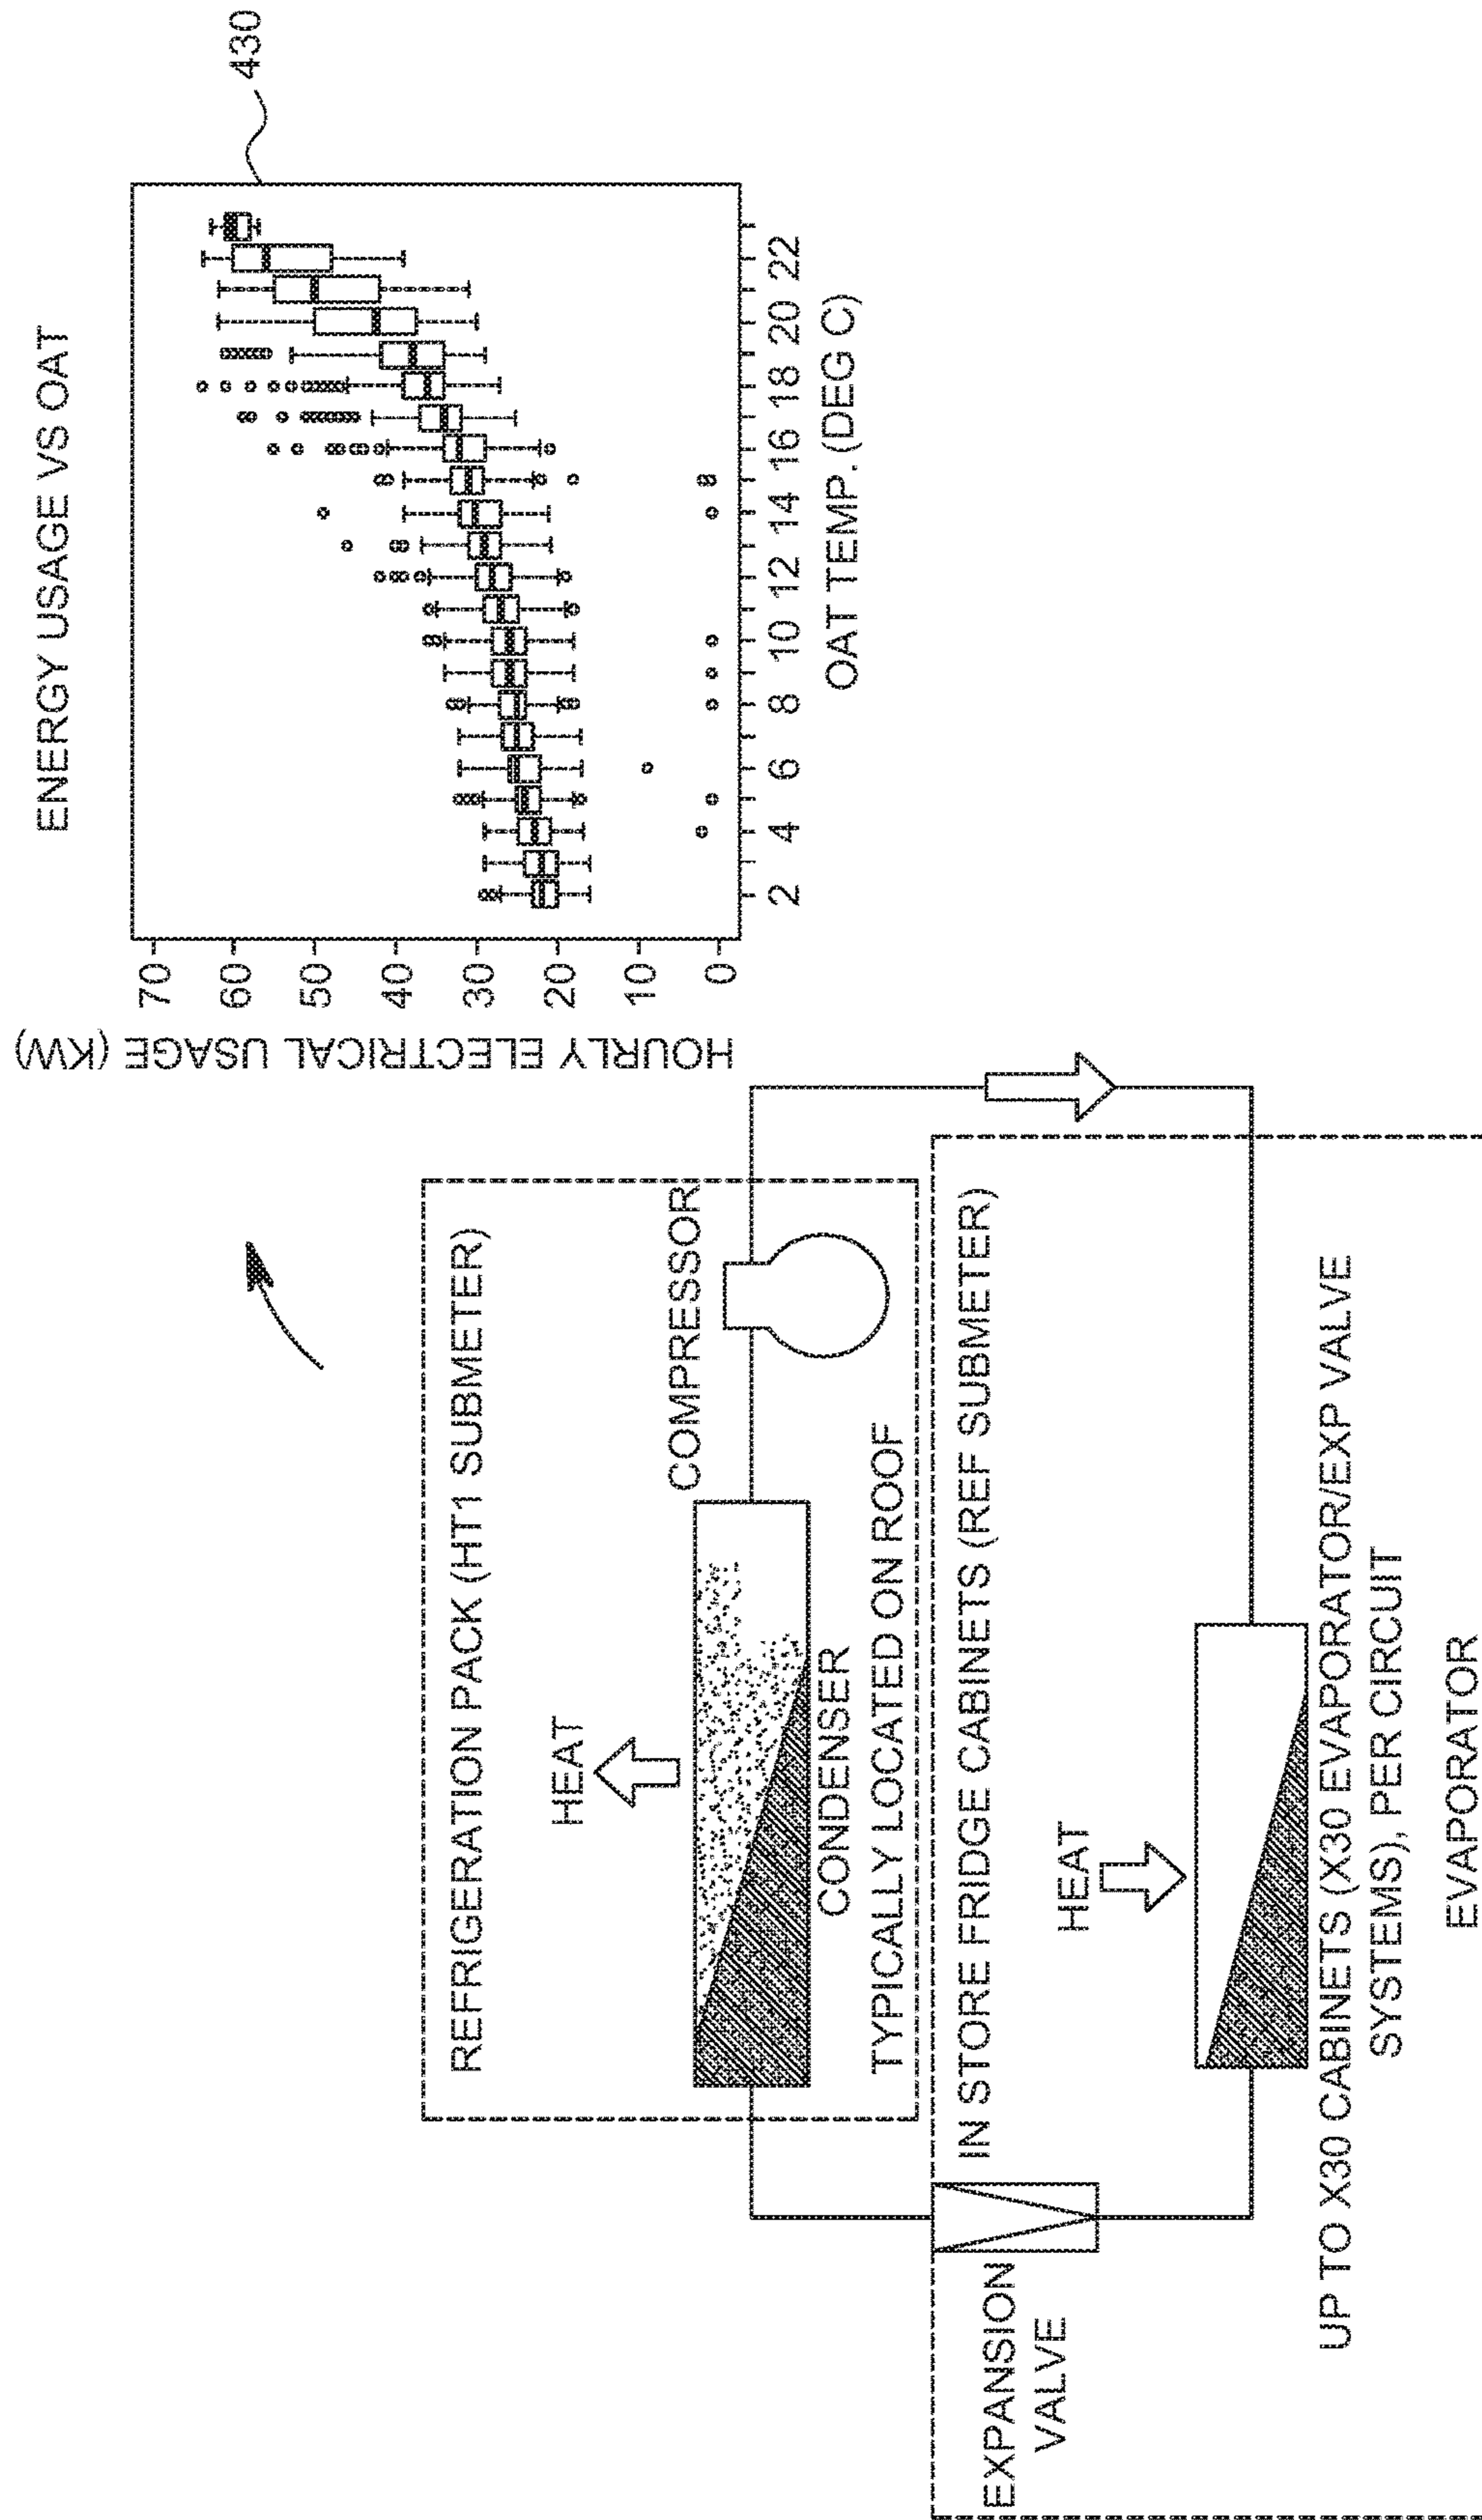 REFRIGERATION PACK (HT1 SUBMETER)
HEAT
COMPRESSOR
CONDENSER
TYPICALLY LOCATED ON ROOF
EXPANSION
VALVE
IN STORE FRIDGE CABINETS (REF SUBMETER)
HEAT
UP TO X30 CABINETS (X30 EVAPORATOR/EXP VALVE
SYSTEMS), PER CIRCUIT
EVAPORATOR
ENERGY USAGE VS OAT
430
HOURLY ELECTRICAL USAGE (KW)
70
60
50
40
30
20
10
0
2 4 6 8 10 12 14 16 18 20 22
OAT TEMP. (DEG C)